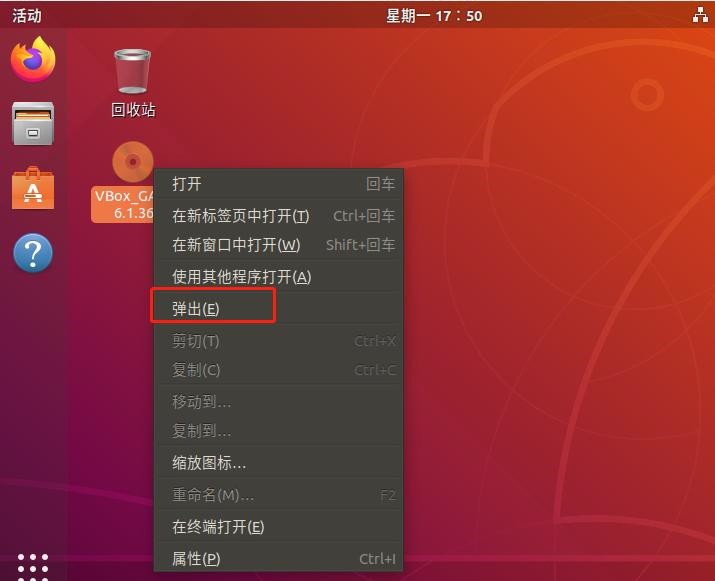 活动
星期一 17：50
回收站
VBox_GA
6.1.36
打开 回车
在新标签页中打开(T) Ctrl+回车
在新窗口中打开(W) Shift+回车
使用其他程序打开(A)
弹出(E)
剪切(T) Ctrl+X
复制(C) Ctrl+C
移动到…
复制到…
缩放图标…
重命名(M)… F2
在终端打开(E)
属性(P) Ctrl+I